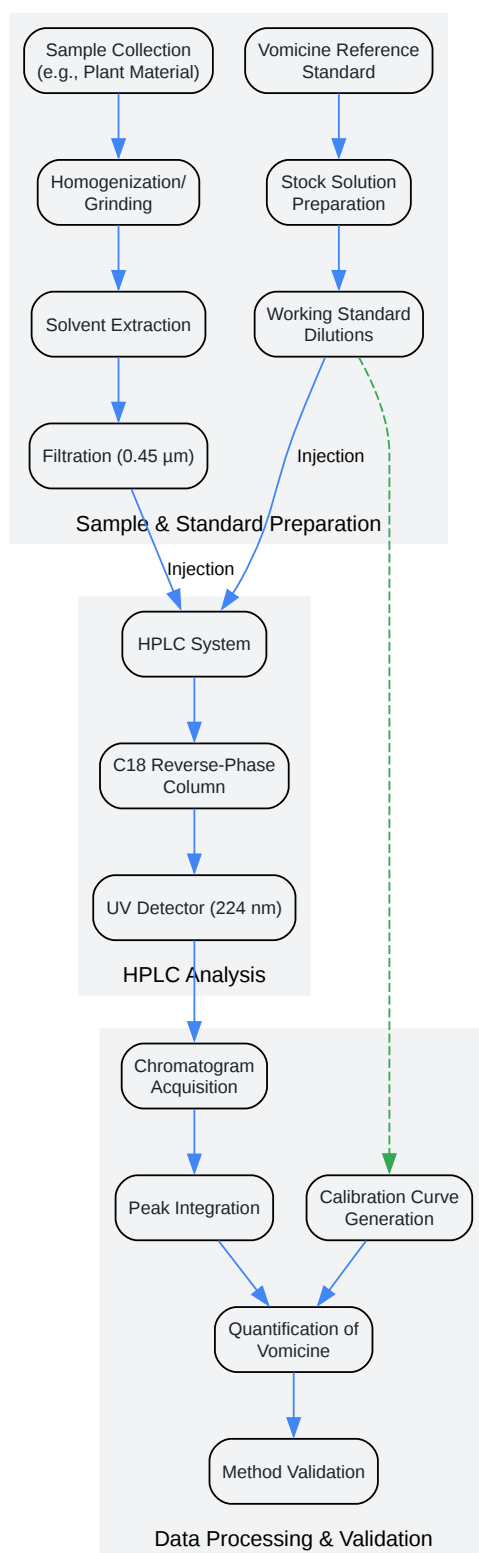 Sample Collection
(e.g., Plant Material)
Vomicine Reference
Standard
Homogenization/
Grinding
Stock Solution
Preparation
Solvent Extraction
Working Standard
Dilutions
Filtration (0.45 µm)
Injection
Sample & Standard Preparation
Injection
HPLC System
C18 Reverse-Phase
Column
UV Detector (224 nm)
HPLC Analysis
Chromatogram
Acquisition
Peak Integration
Calibration Curve
Generation
Quantification of
Vomicine
Method Validation
Data Processing & Validation